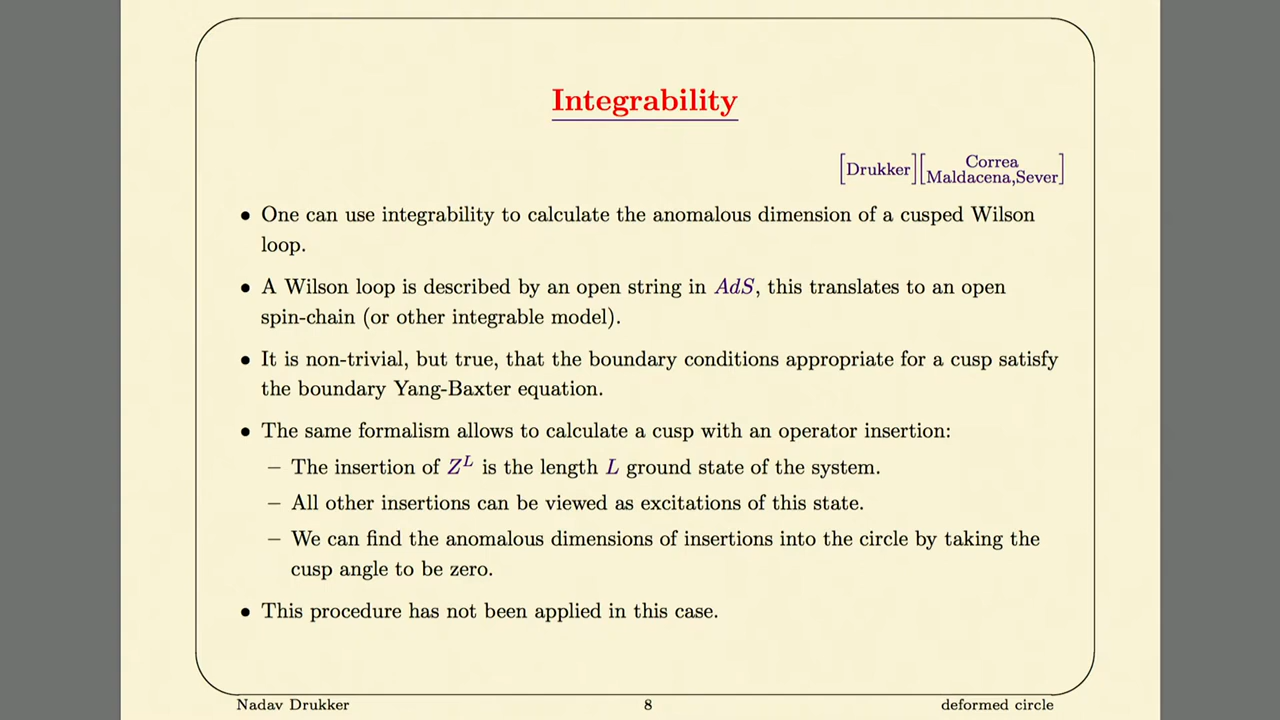 Integrability
[Drukker][Correa
Maldacena,Sever]
• One can use integrability to calculate the anomalous dimension of a cusped Wilson
loop.
• A Wilson loop is described by an open string in AdS, this translates to an open
spin-chain (or other integrable model).
• It is non-trivial, but true, that the boundary conditions appropriate for a cusp satisfy
the boundary Yang-Baxter equation.
• The same formalism allows to calculate a cusp with an operator insertion:
– The insertion of Z^L is the length L ground state of the system.
– All other insertions can be viewed as excitations of this state.
– We can find the anomalous dimensions of insertions into the circle by taking the
cusp angle to be zero.
• This procedure has not been applied in this case.
Nadav Drukker 8 deformed circle